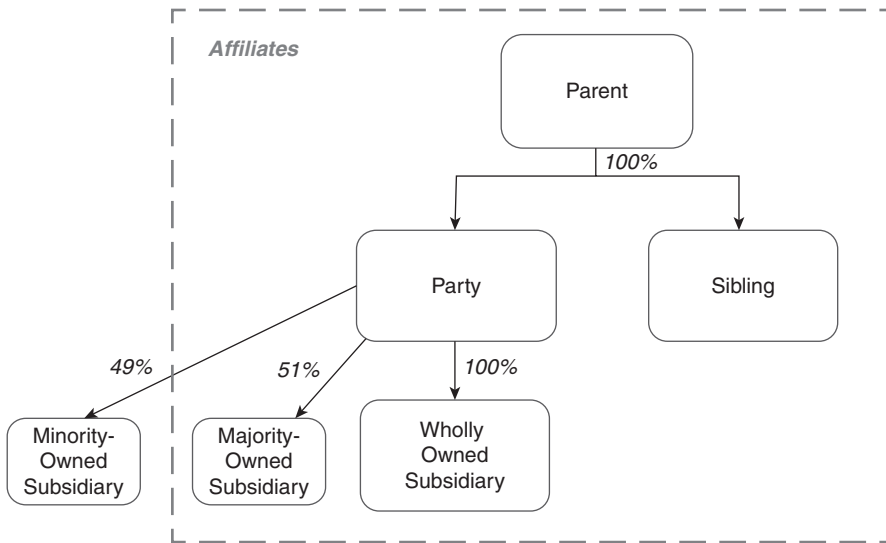 Affiliates
Parent
100%
Party
Sibling
49%
51%
100%
Minority-
Owned
Subsidiary
Majority-
Owned
Subsidiary
Wholly
Owned
Subsidiary